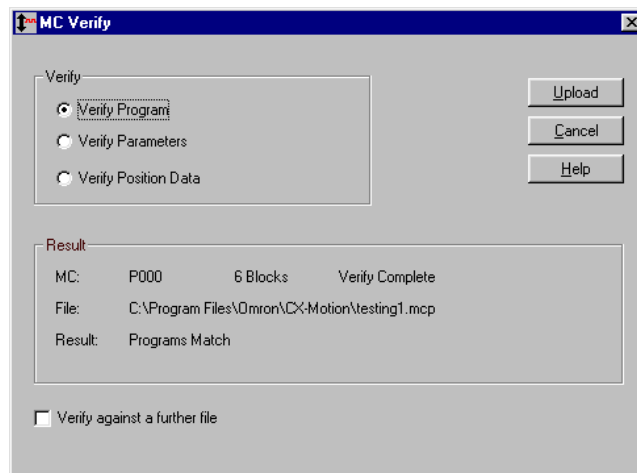 MC Verify
Verify
Verify Program
Verify Parameters
Verify Position Data
Upload
Cancel
Help
Result
MC: P000 6 Blocks Verify Complete
File: C:\Program Files\Omron\CX-Motion\testing1.mcp
Result: Programs Match
Verify against a further file